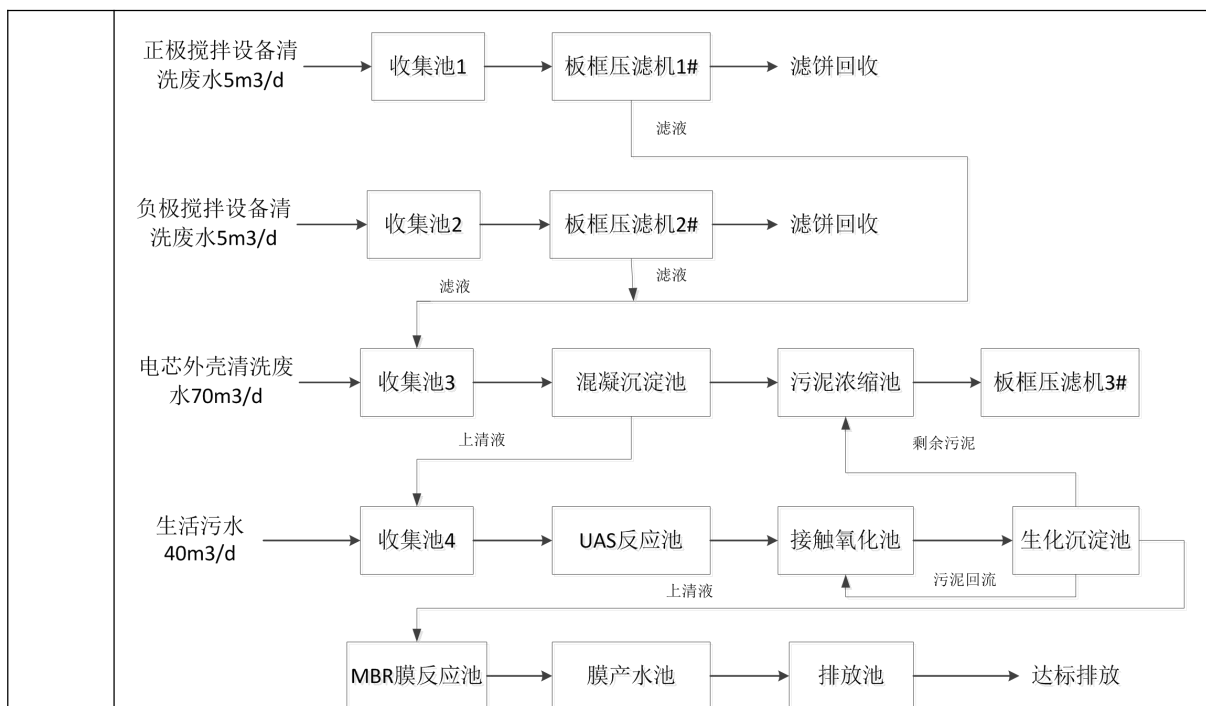 正极搅拌设备清
洗废水5m3/d
收集池1
板框压滤机1#
滤饼回收
滤液
负极搅拌设备清
洗废水5m3/d
收集池2
板框压滤机2#
滤饼回收
滤液
滤液
电芯外壳清洗废
水70m3/d
收集池3
混凝沉淀池
污泥浓缩池
板框压滤机3#
上清液
剩余污泥
生活污水
40m3/d
收集池4
UAS反应池
接触氧化池
生化沉淀池
污泥回流
上清液
MBR膜反应池
膜产水池
排放池
达标排放